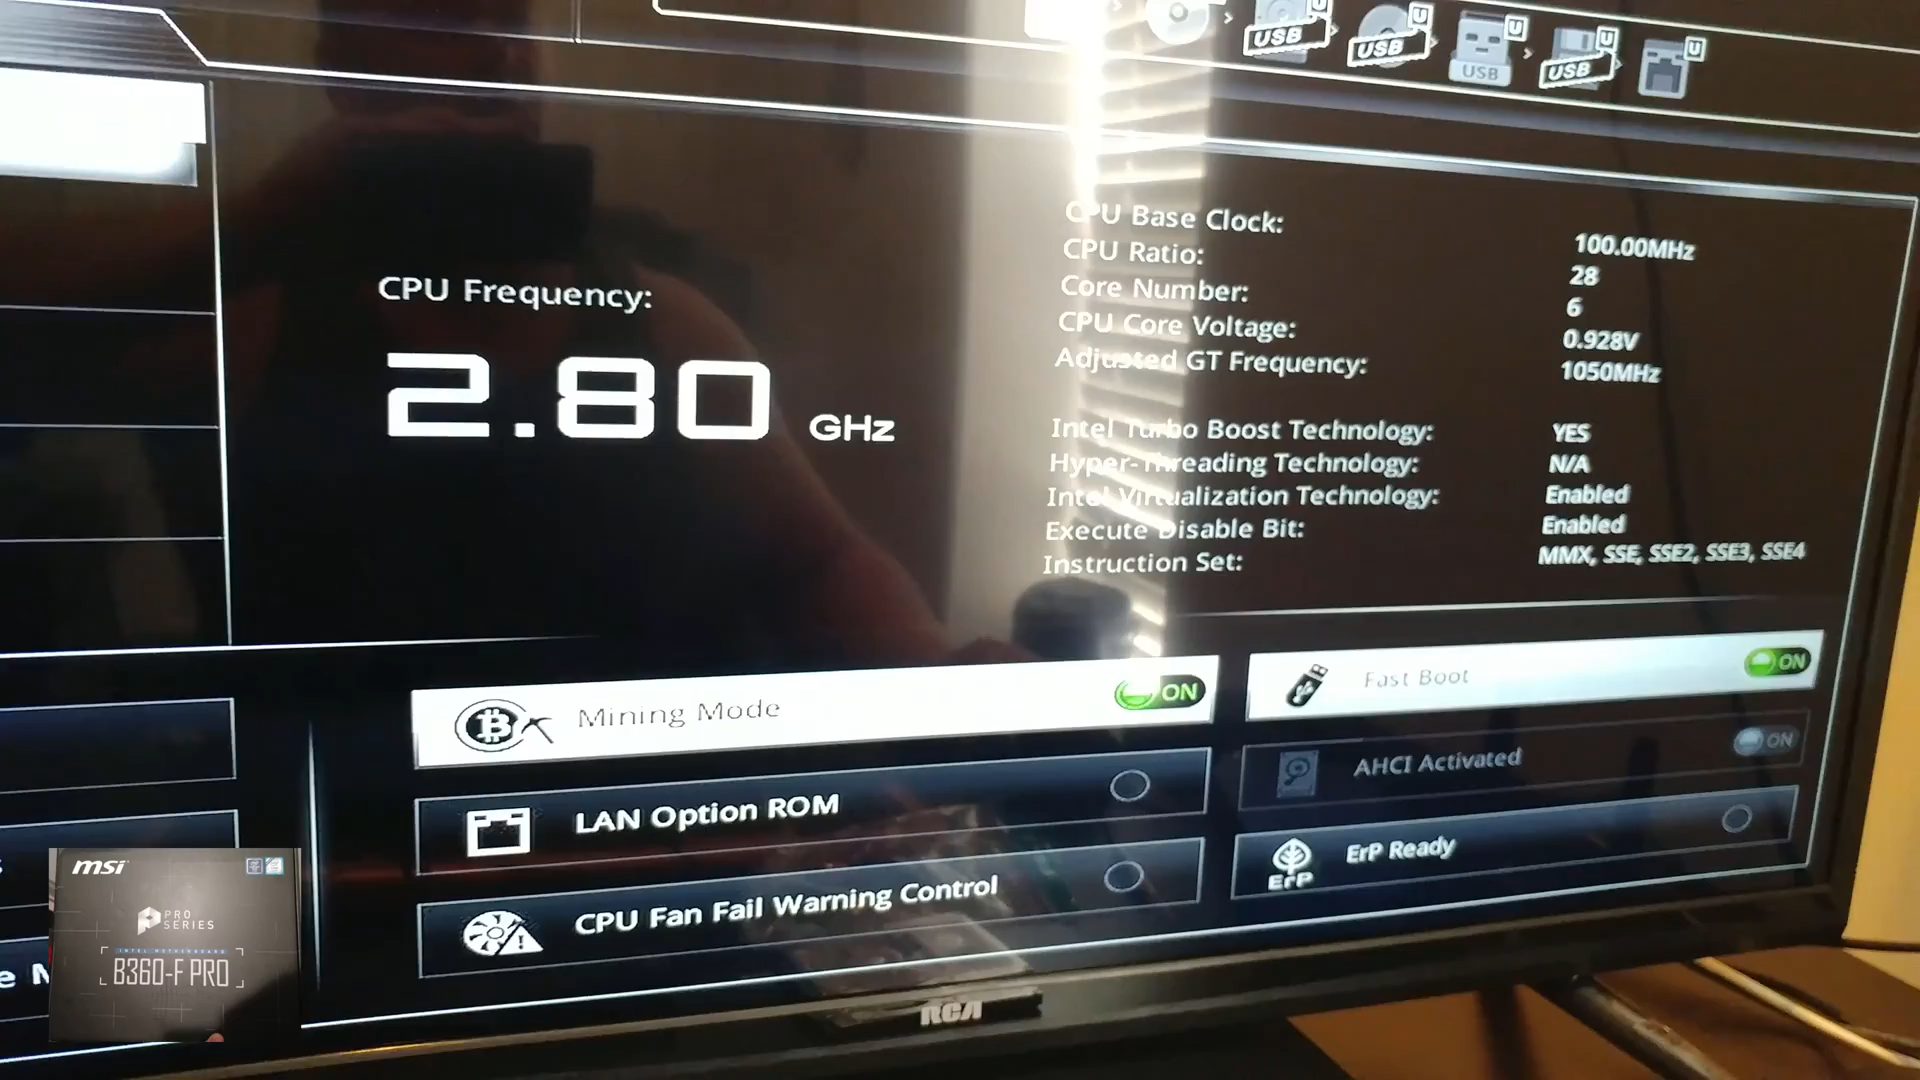 USB
USB
USB
USB
U
U
U
U
U
CPU Base Clock: 100.00MHz
CPU Ratio: 28
Core Number: 6
CPU Core Voltage: 0.928V
Adjusted GT Frequency: 1050MHz
CPU Frequency:
2.80 GHz
Intel Turbo Boost Technology: YES
Hyper-Threading Technology: N/A
Intel Virtualization Technology: Enabled
Execute Disable Bit: Enabled
Instruction Set: MMX, SSE, SSE2, SSE3, SSE4
Mining Mode ON
Fast Boot ON
LAN Option ROM
AHCI Activated ON
CPU Fan Fail Warning Control
ErP
ErP Ready
msi
PRO
SERIES
INTEL MOTHERBOARD
B360-F PRO
RCA